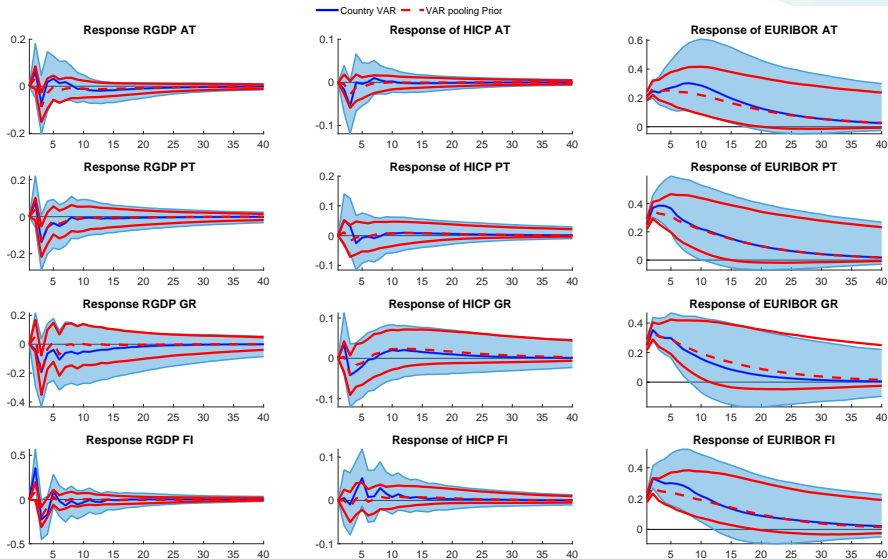 Country VAR VAR pooling Prior
Response RGDP AT Response of HICP AT Response of EURIBOR AT
0.2 0.1 0.6
0.4
0 0 0.2
0
-0.2 -0.1
5 10 15 20 25 30 35 40 5 10 15 20 25 30 35 40 5 10 15 20 25 30 35 40
Response RGDP PT Response of HICP PT Response of EURIBOR PT
0.2 0.2 0.6
0.1 0.4
0 0.2
0
-0.2 0
-0.1
5 10 15 20 25 30 35 40 5 10 15 20 25 30 35 40 5 10 15 20 25 30 35 40
Response RGDP GR Response of HICP GR Response of EURIBOR GR
0.2 0.1
0.4
0 0.2
0
-0.2 0
-0.4 -0.1
5 10 15 20 25 30 35 40 5 10 15 20 25 30 35 40 5 10 15 20 25 30 35 40
Response RGDP FI Response of HICP FI Response of EURIBOR FI
0.5 0.1
0.4
0 0 0.2
0
-0.5 -0.1
5 10 15 20 25 30 35 40 5 10 15 20 25 30 35 40 5 10 15 20 25 30 35 40